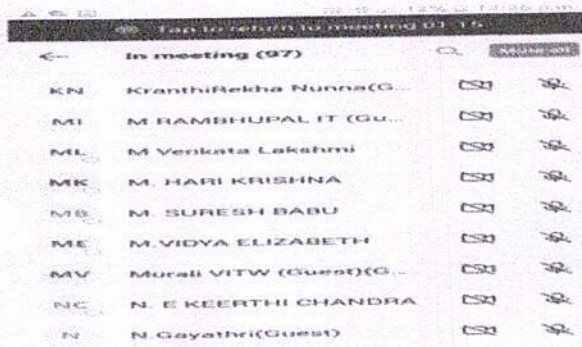 Tap to return to meeting 01:15
In meeting (97) Mute all
KN KranthiRekha Nunna(G...
MI M RAMBHUPAL IT (Gu...
ML M Venkata Lakshmi
MK M. HARI KRISHNA
MS M. SURESH BABU
ME M.VIDYA ELIZABETH
MV Murali VITW (Guest)(G...
NC N. E KEERTHI CHANDRA
N N.Gayathri(Guest)